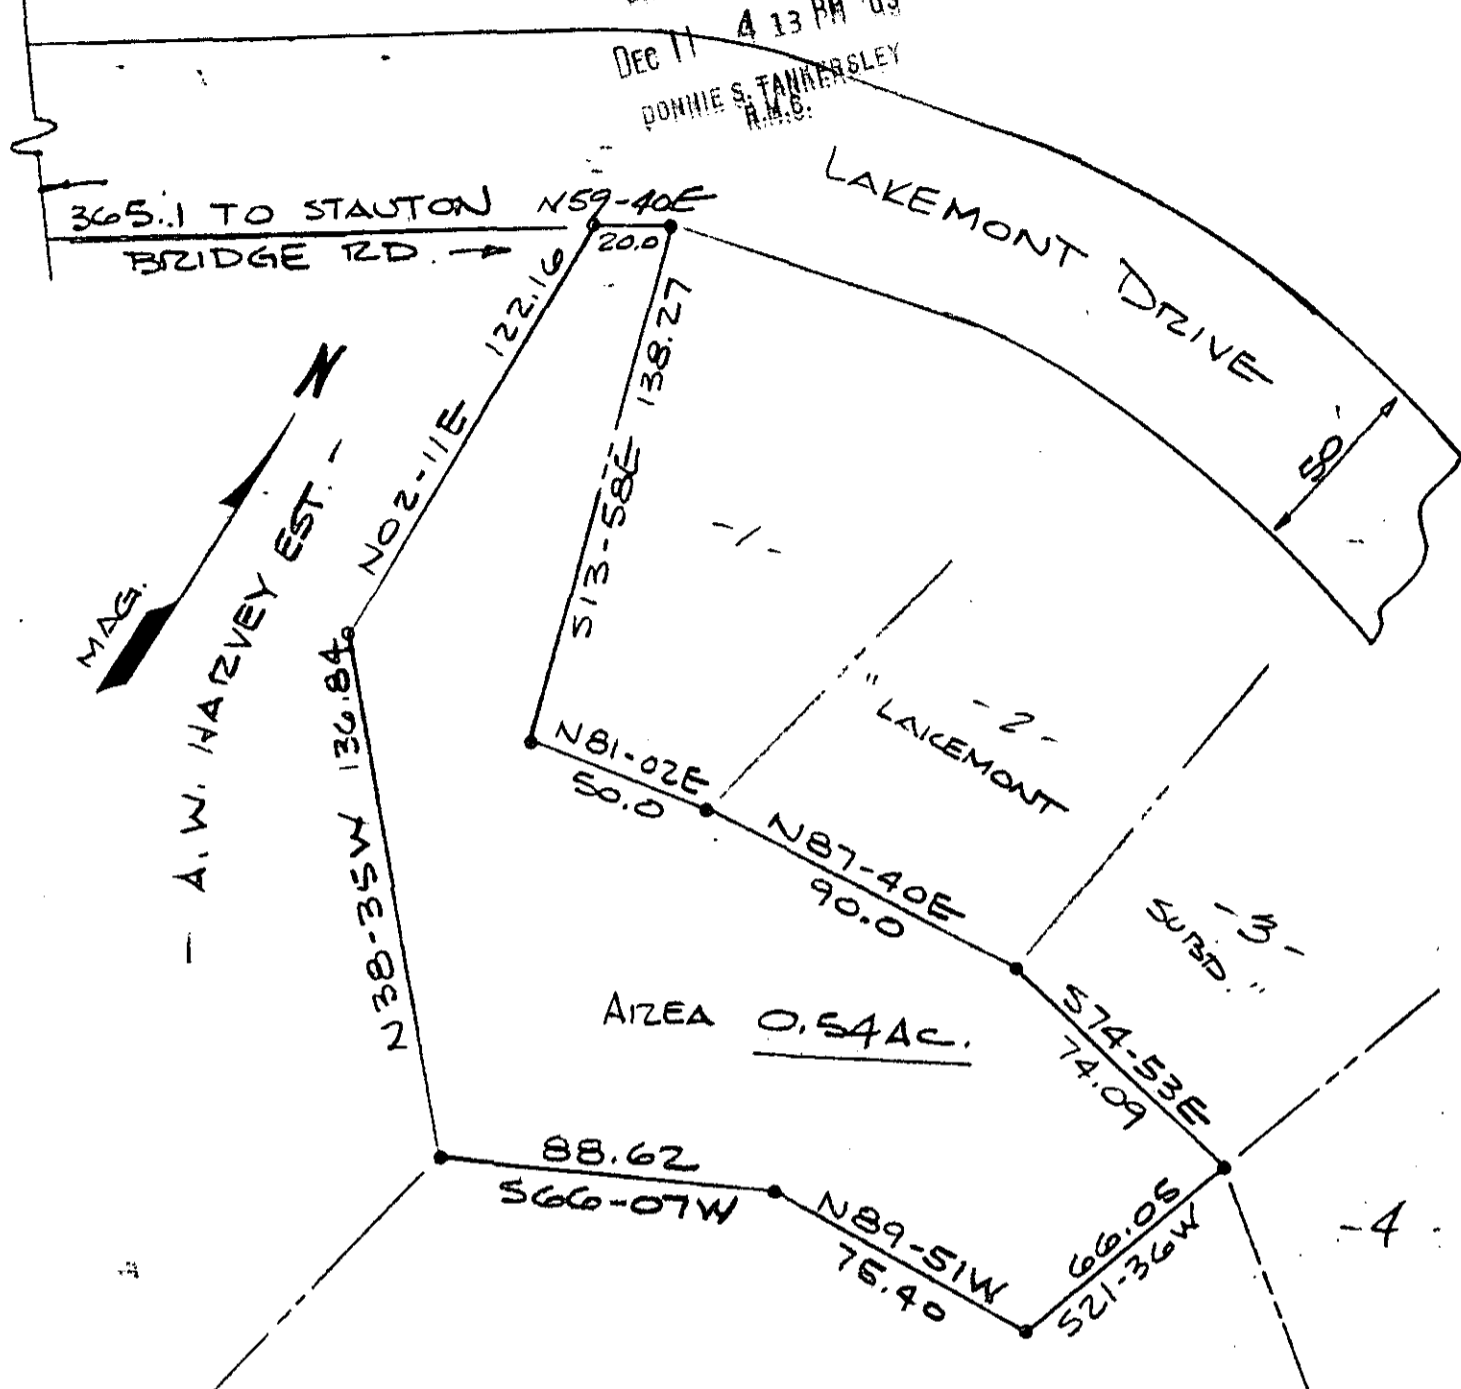 DEC 11 4 13 PM
DONNIE S. TANKERSLEY
R.M.C.
365.1 TO STAUTON
BRIDGE RD.
N59-40E
20.0
LAKEMONT DRIVE
50'
N
MAG.
N02-11E 122.16
S13-58E 138.27
- A. W. HARVEY EST. -
-1-
-2-
"LAKEMONT
-3-
SUBD."
N38-35W 136.84
N81-02E
50.0
N87-40E
90.0
S74-53E
74.09
AREA 0.54 AC.
88.62
S66-07W
N89-51W
75.40
66.05
S21-36W
-4